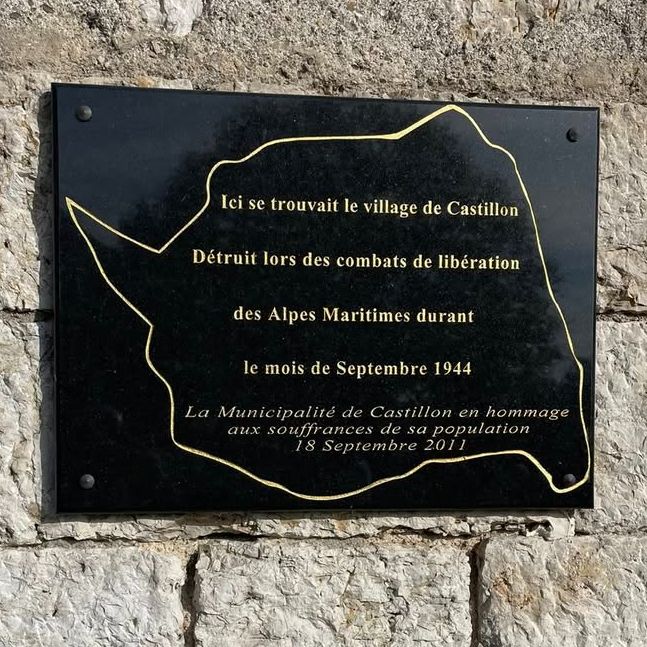 Ici se trouvait le village de Castillon
Détruit lors des combats de libération
des Alpes Maritimes durant
le mois de Septembre 1944
La Municipalité de Castillon en hommage
aux souffrances de sa population
18 Septembre 2011